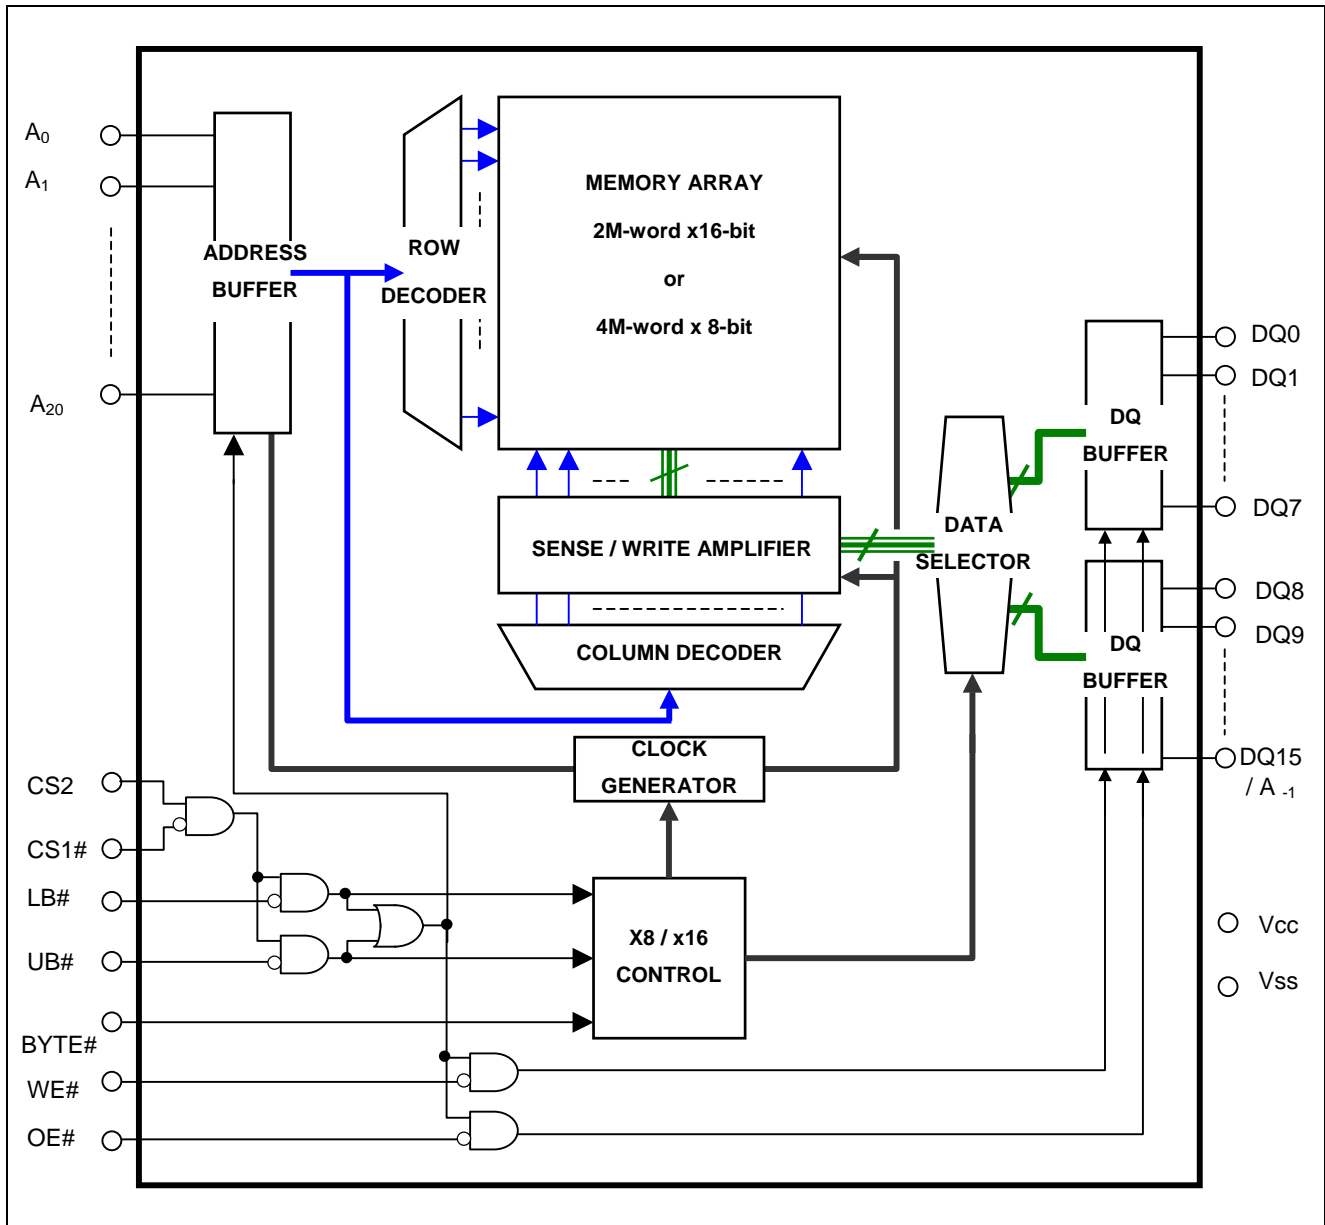 A0
A1
A20
ADDRESS
BUFFER
ROW
DECODER
MEMORY ARRAY
2M-word x16-bit
or
4M-word x 8-bit
SENSE / WRITE AMPLIFIER
COLUMN DECODER
CLOCK
GENERATOR
X8 / x16
CONTROL
DATA
SELECTOR
DQ
BUFFER
DQ
BUFFER
DQ0
DQ1
DQ7
DQ8
DQ9
DQ15
/ A -1
Vcc
Vss
CS2
CS1#
LB#
UB#
BYTE#
WE#
OE#